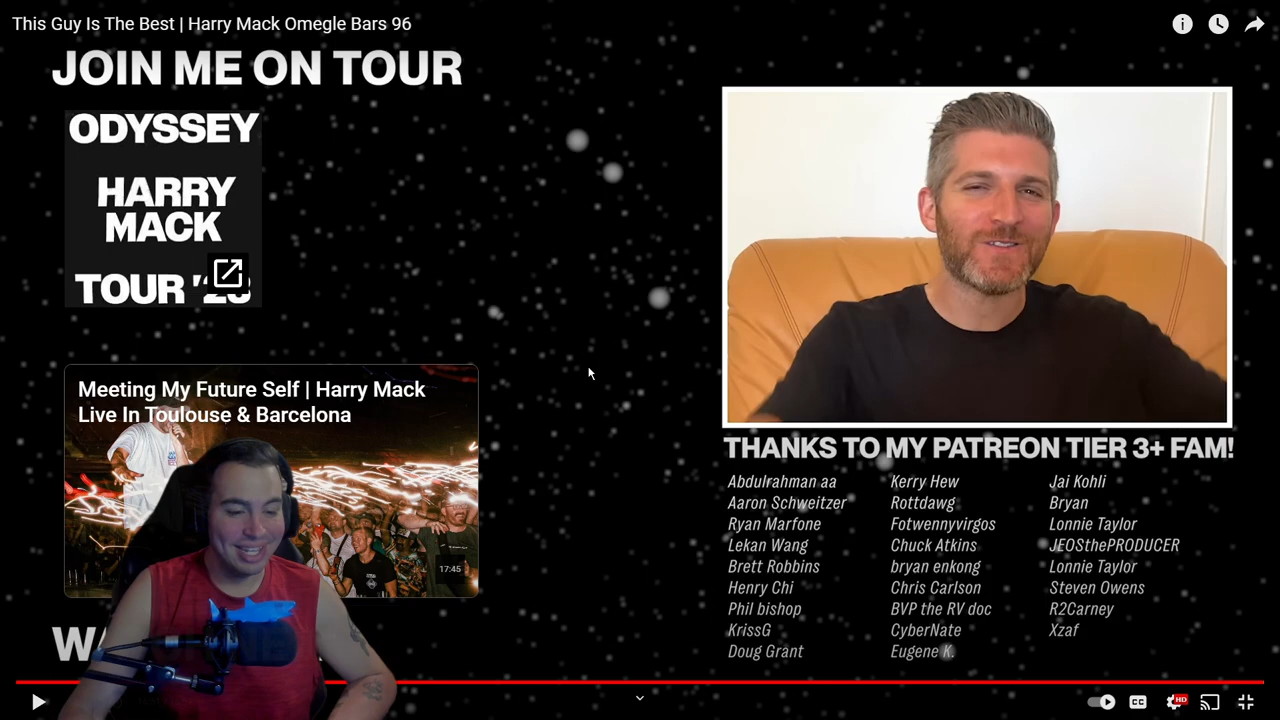 This Guy Is The Best | Harry Mack Omegle Bars 96
JOIN ME ON TOUR
ODYSSEY
HARRY
MACK
TOUR '23
Meeting My Future Self | Harry Mack
Live In Toulouse & Barcelona
17:45
THANKS TO MY PATREON TIER 3+ FAM!
Abdulrahman aa
Aaron Schweitzer
Ryan Marfone
Lekan Wang
Brett Robbins
Henry Chi
Phil bishop
KrissG
Doug Grant
Kerry Hew
Rottdawg
Fotwennyvirgos
Chuck Atkins
bryan enkong
Chris Carlson
BVP the RV doc
CyberNate
Eugene K.
Jai Kohli
Bryan
Lonnie Taylor
JEOSthePRODUCER
Lonnie Taylor
Steven Owens
R2Carney
Xzaf
CC
HD